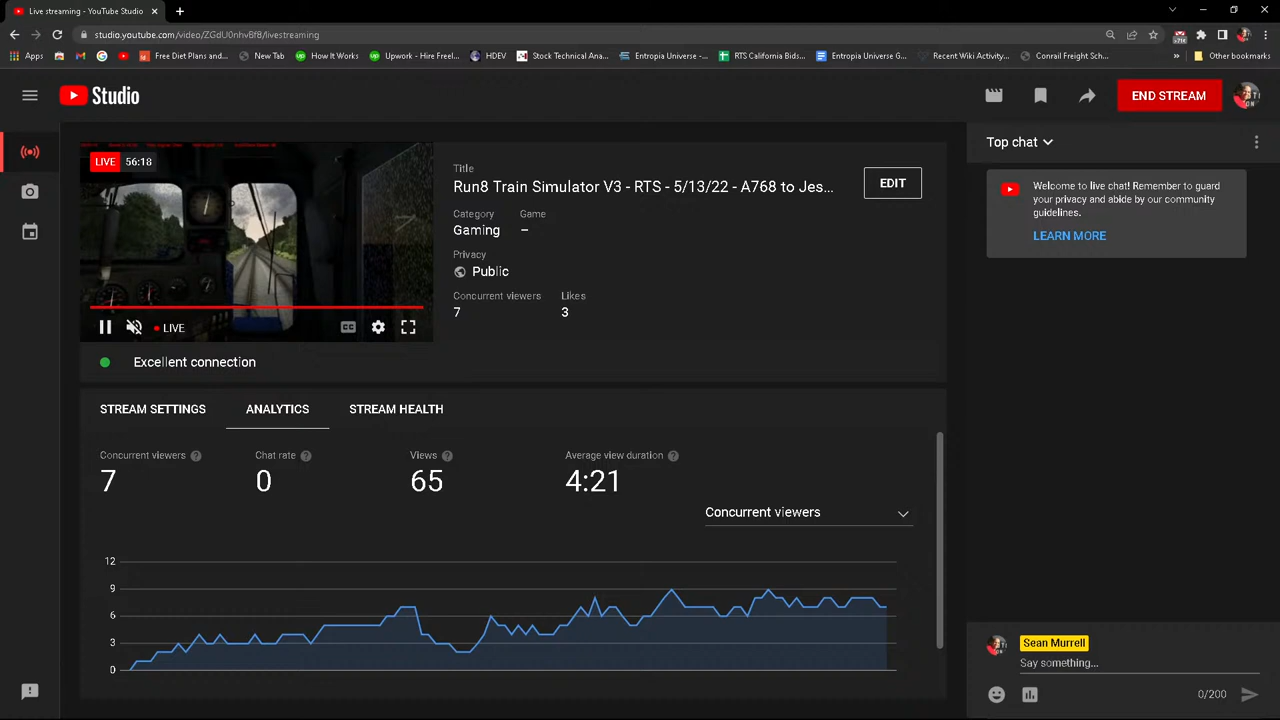 Live streaming - YouTube Studio
studio.youtube.com/video/ZGdU0nhvBf8/livestreaming
Apps
Free Diet Plans and...
New Tab
How It Works
Upwork - Hire Freel...
HDEV
Stock Technical Ana...
Entropia Universe -...
RTS California Bids...
Entropia Universe G...
Recent Wiki Activity...
Conrail Freight Sch...
»
Other bookmarks
Studio
END STREAM
LIVE 56:18
LIVE
CC
Title
Run8 Train Simulator V3 - RTS - 5/13/22 - A768 to Jes...
EDIT
Category Game
Gaming –
Privacy
Public
Concurrent viewers Likes
7 3
Excellent connection
STREAM SETTINGS ANALYTICS STREAM HEALTH
Concurrent viewers Chat rate Views Average view duration
7 0 65 4:21
Concurrent viewers
12
9
6
3
0
Top chat
Welcome to live chat! Remember to guard
your privacy and abide by our community
guidelines.
LEARN MORE
Sean Murrell
Say something...
0/200